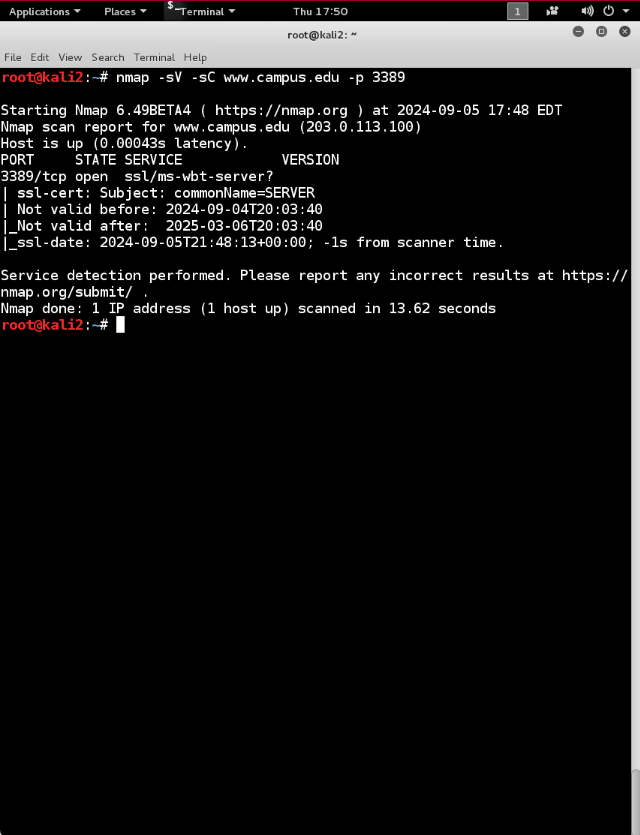 Applications Places $_ Terminal Thu 17:50 1
root@kali2: ~
File Edit View Search Terminal Help
root@kali2:~# nmap -sV -sC www.campus.edu -p 3389
Starting Nmap 6.49BETA4 ( https://nmap.org ) at 2024-09-05 17:48 EDT
Nmap scan report for www.campus.edu (203.0.113.100)
Host is up (0.00043s latency).
PORT     STATE SERVICE            VERSION
3389/tcp open  ssl/ms-wbt-server?
| ssl-cert: Subject: commonName=SERVER
| Not valid before: 2024-09-04T20:03:40
|_Not valid after:  2025-03-06T20:03:40
|_ssl-date: 2024-09-05T21:48:13+00:00; -1s from scanner time.
Service detection performed. Please report any incorrect results at https://
nmap.org/submit/ .
Nmap done: 1 IP address (1 host up) scanned in 13.62 seconds
root@kali2:~#